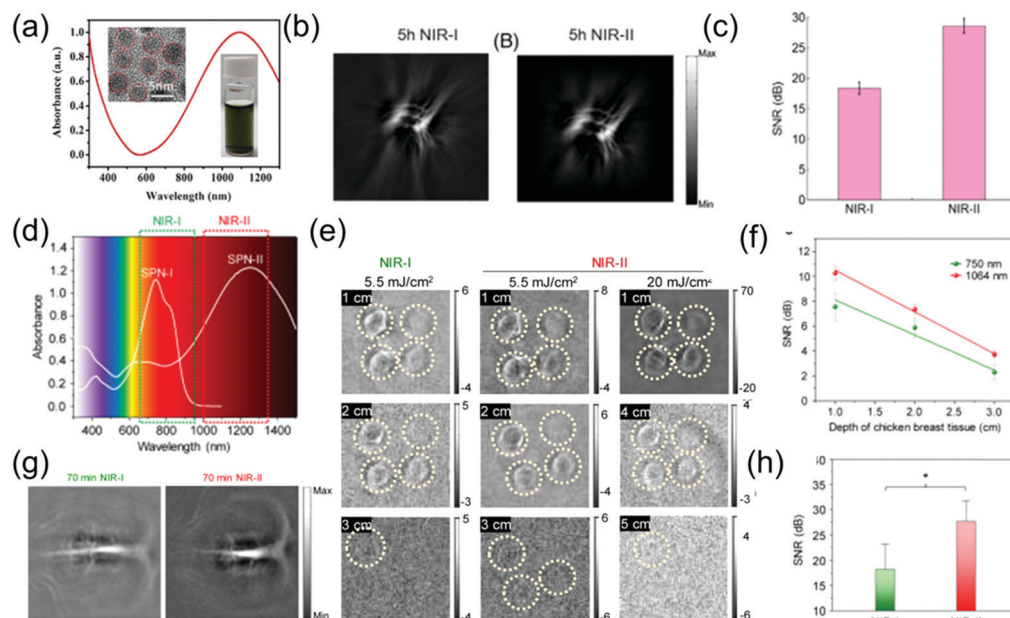 (a)
Absorbance (a.u.)
1.0
0.8
0.6
0.4
0.2
0.0
5nm
400 600 800 1000 1200
Wavelength (nm)
(b)
5h NIR-I
(B)
5h NIR-II
Max
Min
(c)
SNR (dB)
30
25
20
15
10
5
0
NIR-I NIR-II
(d)
NIR-I NIR-II
Absorbance
1.4
1.2
1.0
0.8
0.6
0.4
0.2
0.0
SPN-I SPN-II
400 600 800 1000 1200 1400
Wavelength (nm)
(e)
NIR-I NIR-II
5.5 mJ/cm² 5.5 mJ/cm² 20 mJ/cm²
1 cm 6 -4
1 cm 8 -4
1 cm 70 -20
2 cm 5 -3
2 cm 6 -4
4 cm 4 -3
3 cm 5 -4
3 cm 6 -4
5 cm 4 -6
(f)
SNR (dB)
12
10
8
6
4
2
0
750 nm
1064 nm
1.0 1.5 2.0 2.5 3.0
Depth of chicken breast tissue (cm)
(g)
70 min NIR-I 70 min NIR-II
Max
Min
(h)
SNR (dB)
35
30
25
20
15
10
*